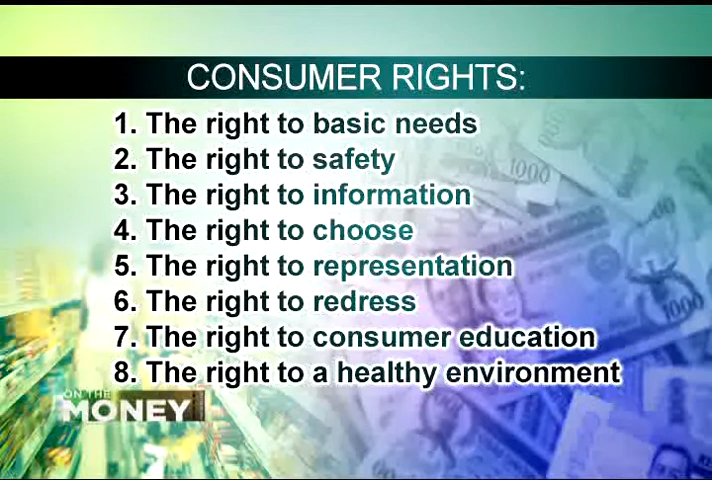 CONSUMER RIGHTS:
1. The right to basic needs
2. The right to safety
3. The right to information
4. The right to choose
5. The right to representation
6. The right to redress
7. The right to consumer education
8. The right to a healthy environment
ON THE
MONEY
1000
1000